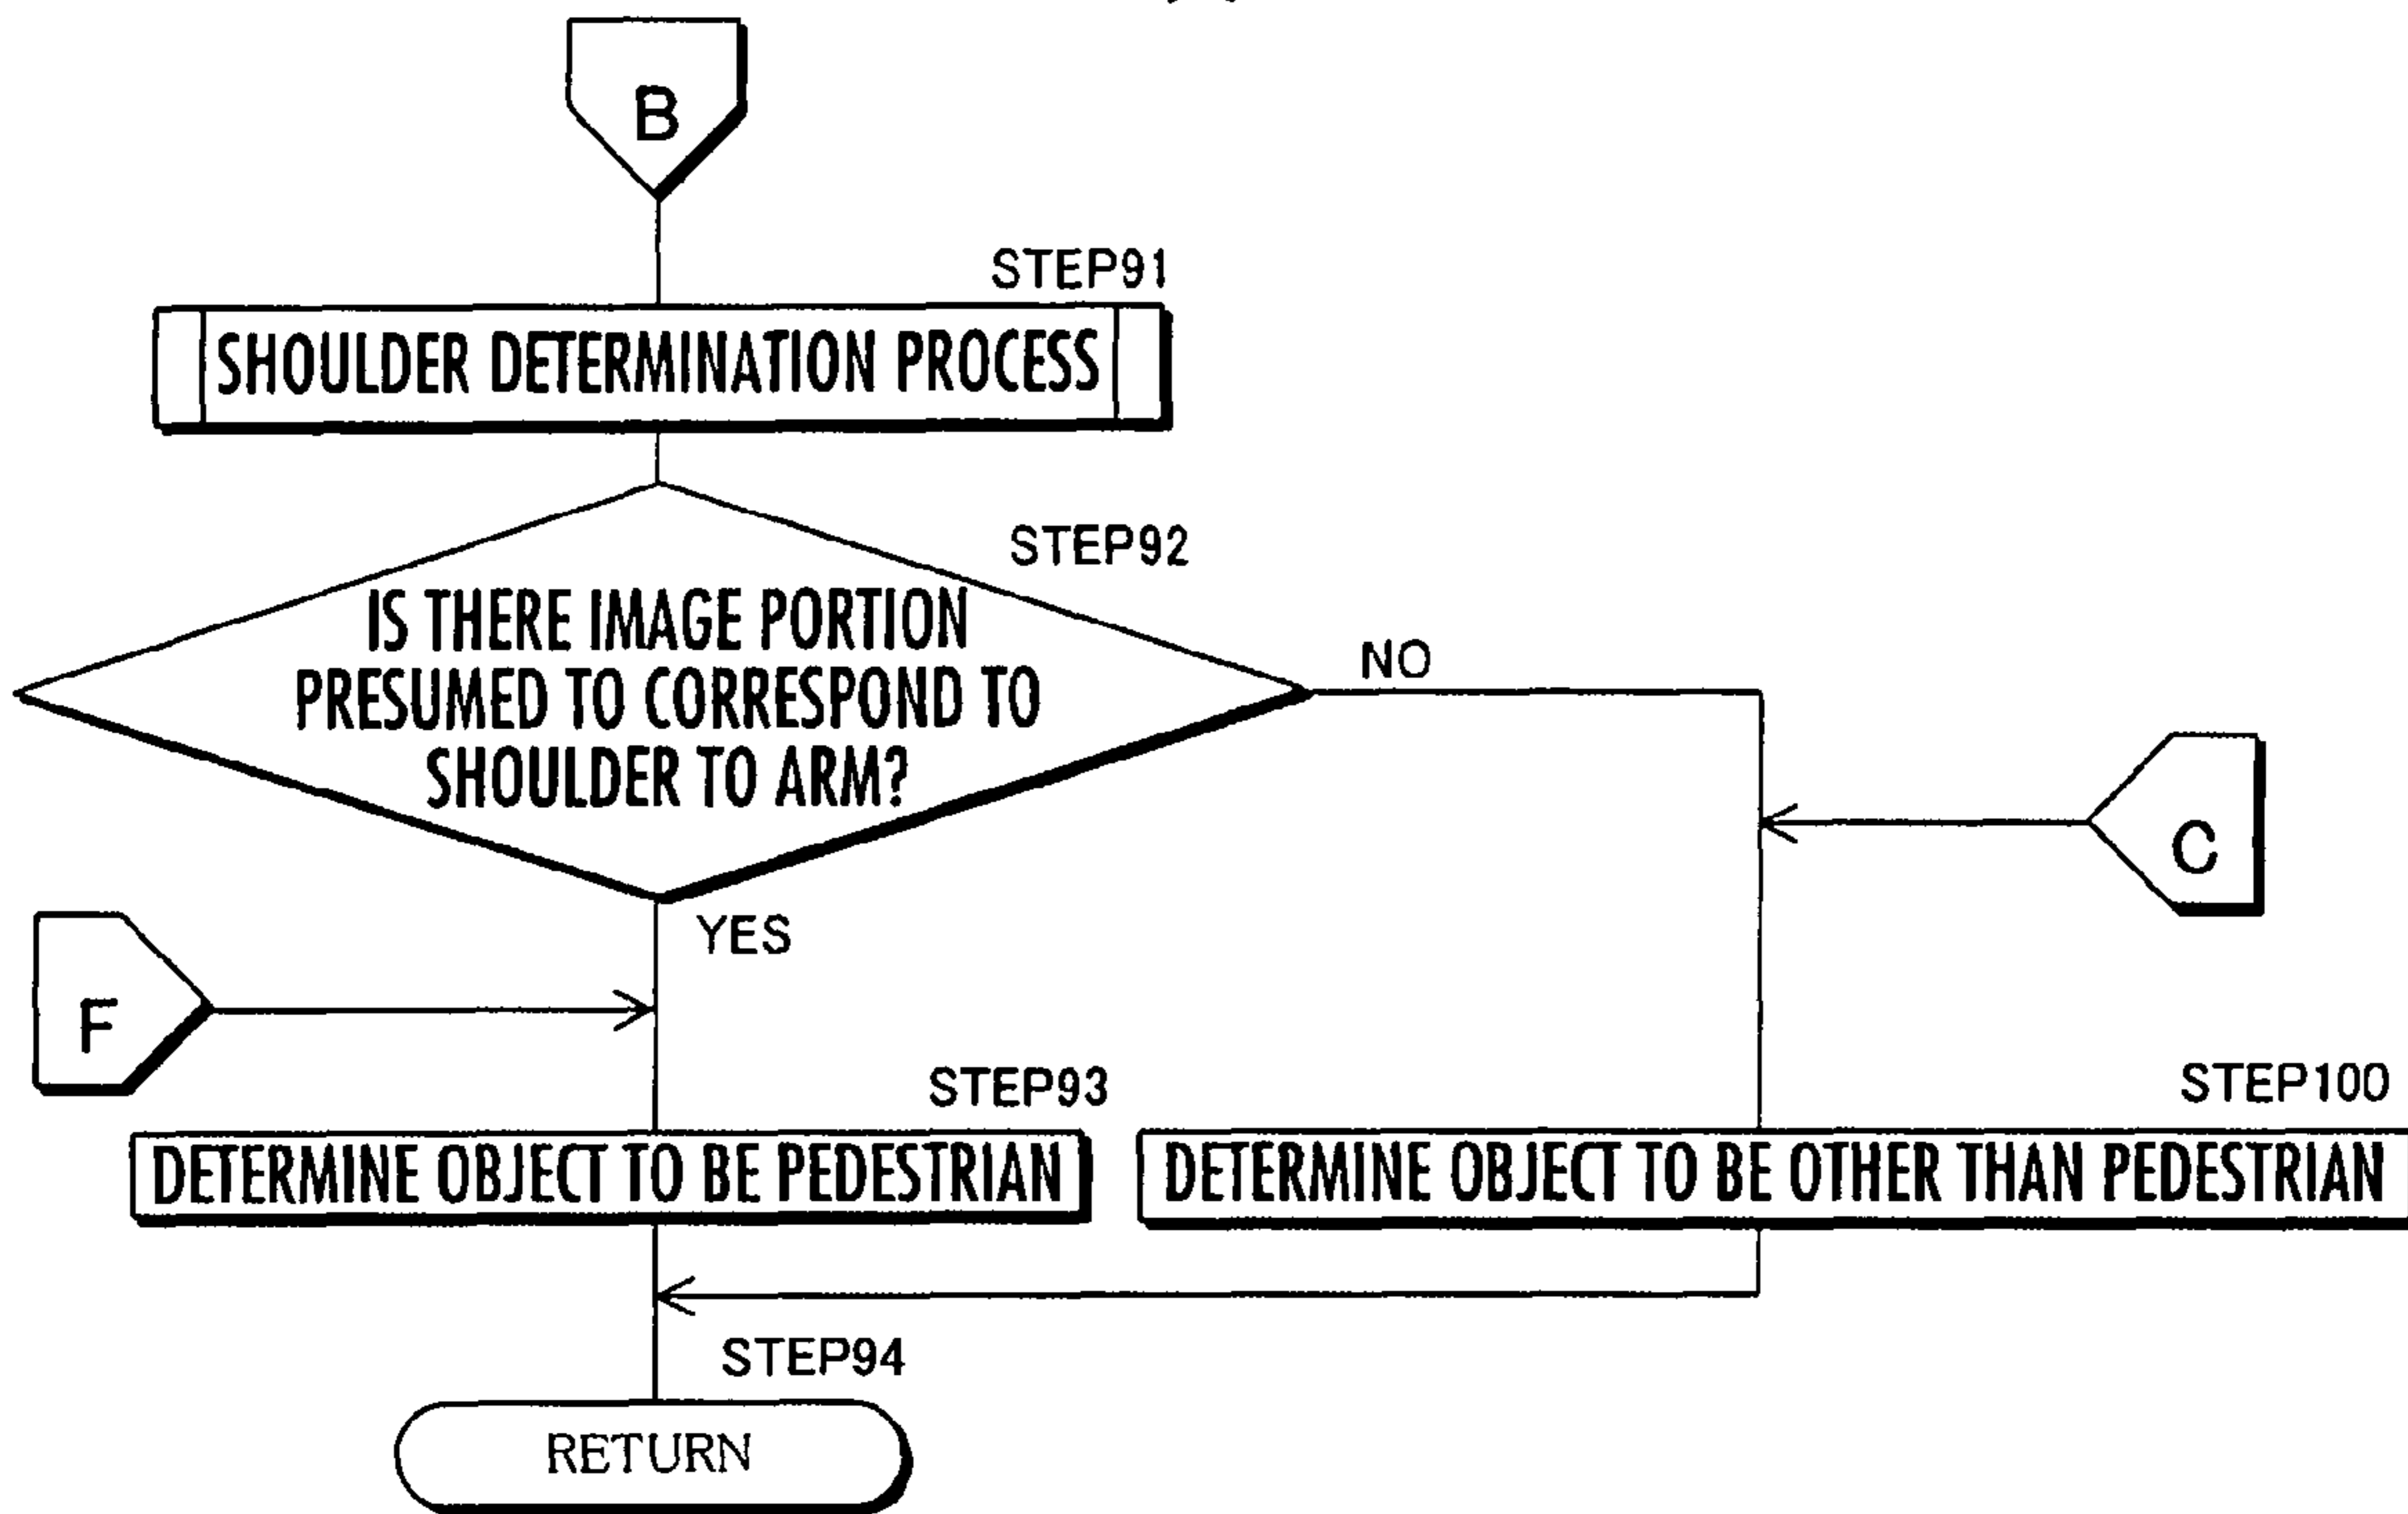 B
STEP91
SHOULDER DETERMINATION PROCESS
STEP92
IS THERE IMAGE PORTION
PRESUMED TO CORRESPOND TO
SHOULDER TO ARM?
NO
C
YES
F
STEP93
DETERMINE OBJECT TO BE PEDESTRIAN
STEP100
DETERMINE OBJECT TO BE OTHER THAN PEDESTRIAN
STEP94
RETURN